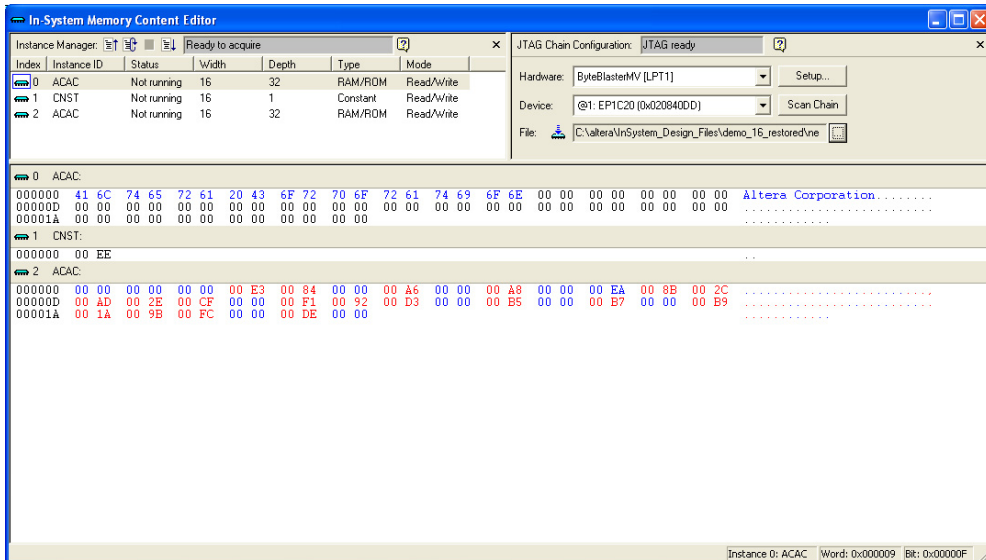 In-System Memory Content Editor
Instance Manager: Ready to acquire
JTAG Chain Configuration: JTAG ready
Index Instance ID Status Width Depth Type Mode
0 ACAC Not running 16 32 RAM/ROM Read/Write
1 CNST Not running 16 1 Constant Read/Write
2 ACAC Not running 16 32 RAM/ROM Read/Write
Hardware: ByteBlasterMV [LPT1] Setup...
Device: @1: EP1C20 (0x020840DD) Scan Chain
File: C:\altera\InSystem_Design_Files\demo_16_restored\ne ...
0 ACAC:
000000 41 6C 74 65 72 61 20 43 6F 72 70 6F 72 61 74 69 6F 6E 00 00 00 00 00 00 00 00 Altera Corporation........
00000D 00 00 00 00 00 00 00 00 00 00 00 00 00 00 00 00 00 00 00 00 00 00 00 00 00 00 ..........................
00001A 00 00 00 00 00 00 00 00 00 00 00 00 ............
1 CNST:
000000 00 EE ..
2 ACAC:
000000 00 00 00 00 00 00 00 E3 00 84 00 00 00 A6 00 00 00 A8 00 00 00 EA 00 8B 00 2C .........................,
00000D 00 AD 00 2E 00 CF 00 00 00 F1 00 92 00 D3 00 00 00 B5 00 00 00 B7 00 00 00 B9 ..........................
00001A 00 1A 00 9B 00 FC 00 00 00 DE 00 00 ............
Instance 0: ACAC Word: 0x000009 Bit: 0x00000F